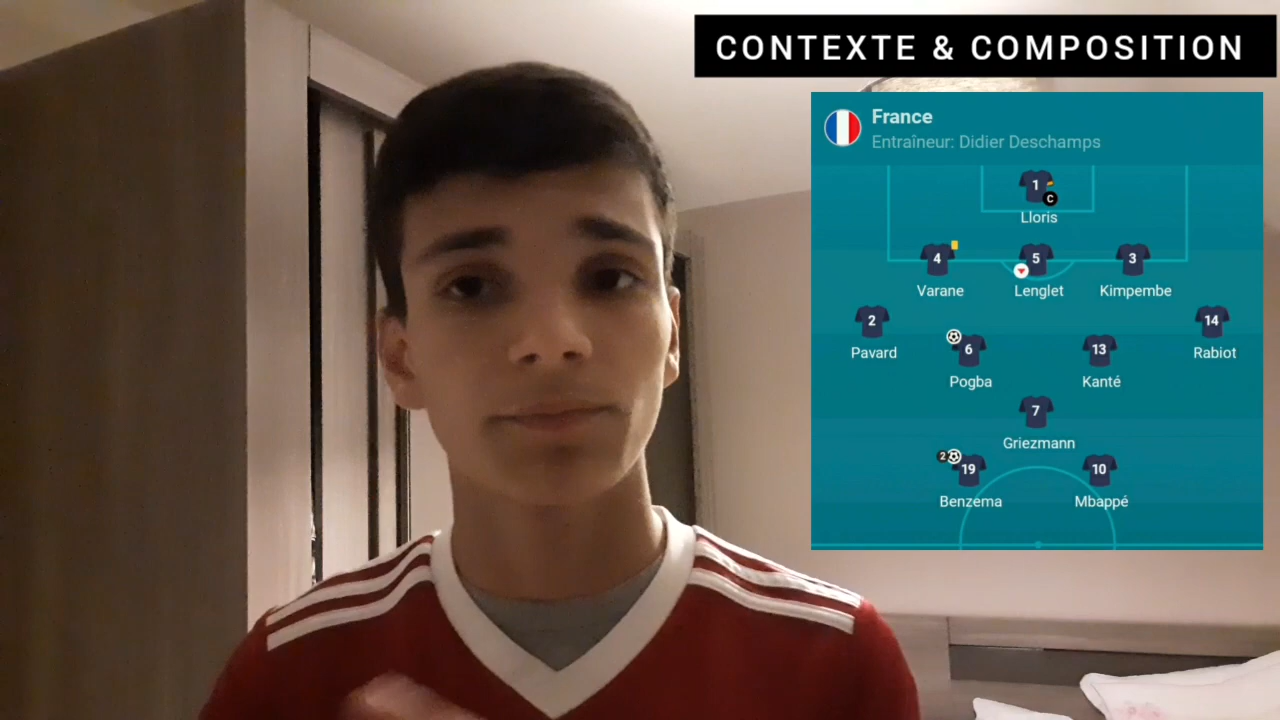 CONTEXTE & COMPOSITION
France
Entraîneur: Didier Deschamps
1
C
Lloris
4
5
3
Varane
Lenglet
Kimpembe
2
14
Pavard
Rabiot
6
13
Pogba
Kanté
7
Griezmann
2
19
10
Benzema
Mbappé